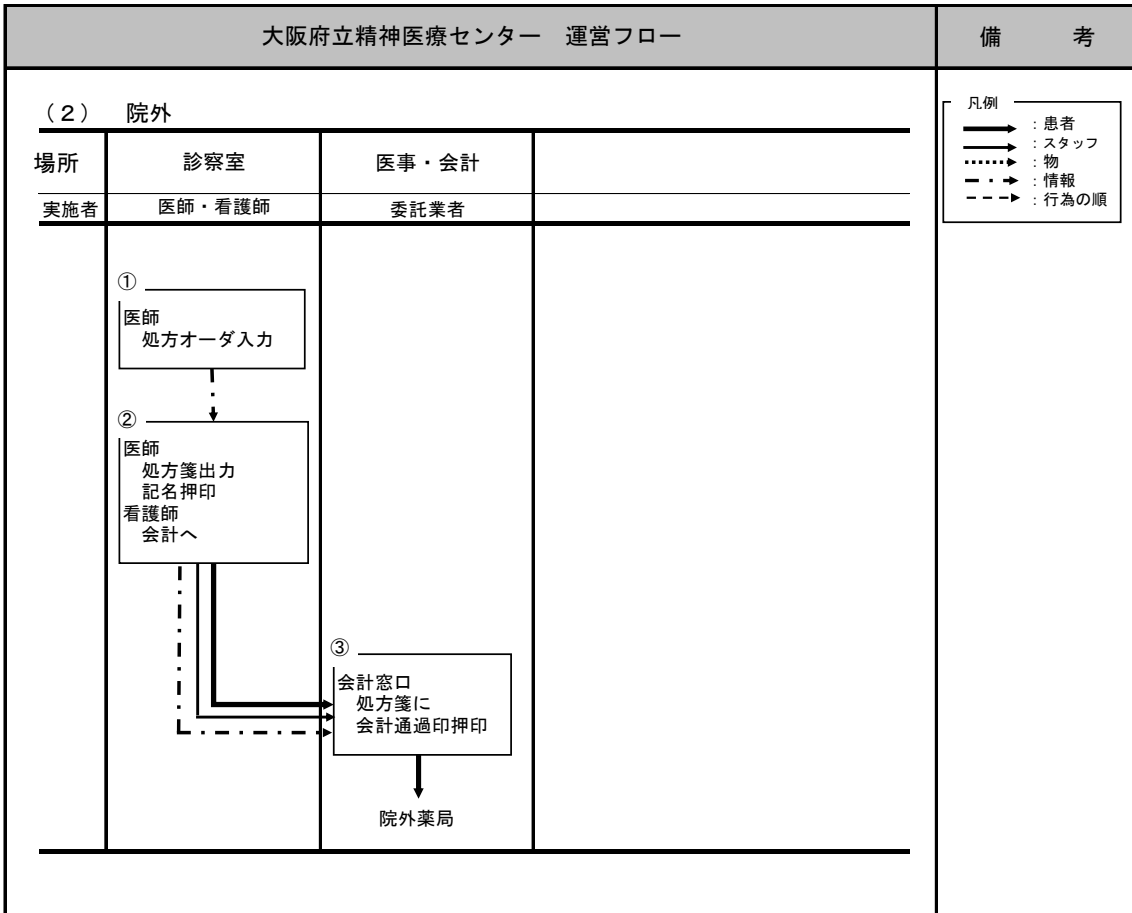 大阪府立精神医療センター　運営フロー
備　　考
（２）　院外
場所
診察室
医事・会計
実施者
医師・看護師
委託業者
凡例
：患者
：スタッフ
：物
：情報
：行為の順
①
医師
処方オーダ入力
②
医師
処方箋出力
記名押印
看護師
会計へ
③
会計窓口
処方箋に
会計通過印押印
院外薬局